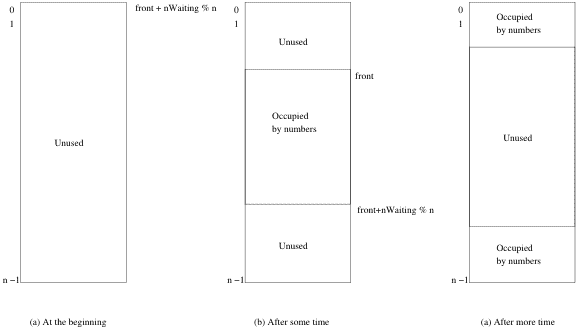 0
1
front + nWaiting % n
Unused
n −1
(a) At the beginning
0
1
Unused
front
Occupied
by numbers
front+nWaiting % n
Unused
n −1
(b) After some time
0
1
Occupied
by numbers
Unused
Occupied
by numbers
n −1
(a) After more time